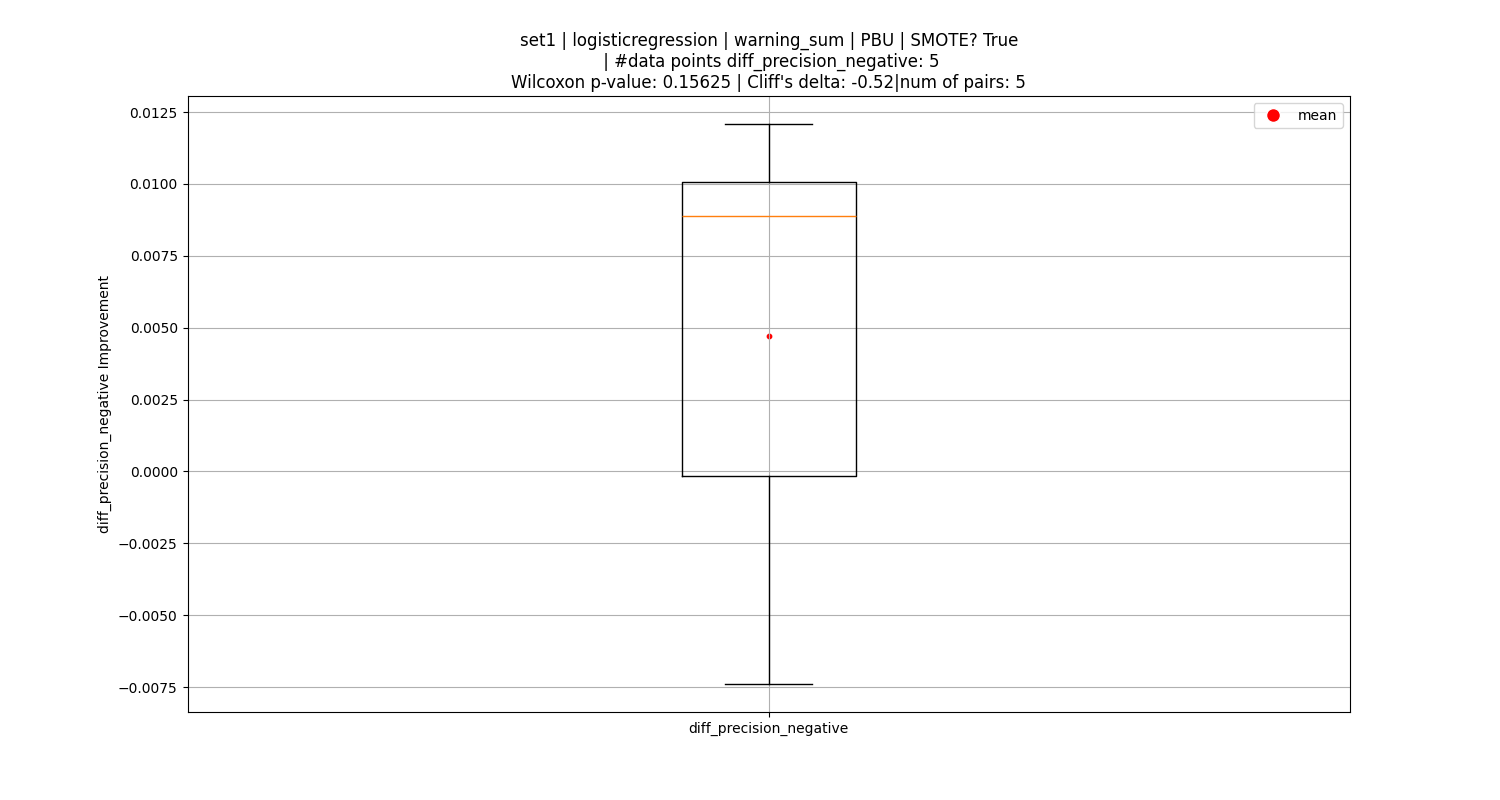 set1 | logisticregression | warning_sum | PBU | SMOTE? True
| #data points diff_precision_negative: 5
Wilcoxon p-value: 0.15625 | Cliff's delta: -0.52|num of pairs: 5
mean
0.0125
0.0100
0.0075
0.0050
0.0025
0.0000
−0.0025
−0.0050
−0.0075
diff_precision_negative Improvement
diff_precision_negative